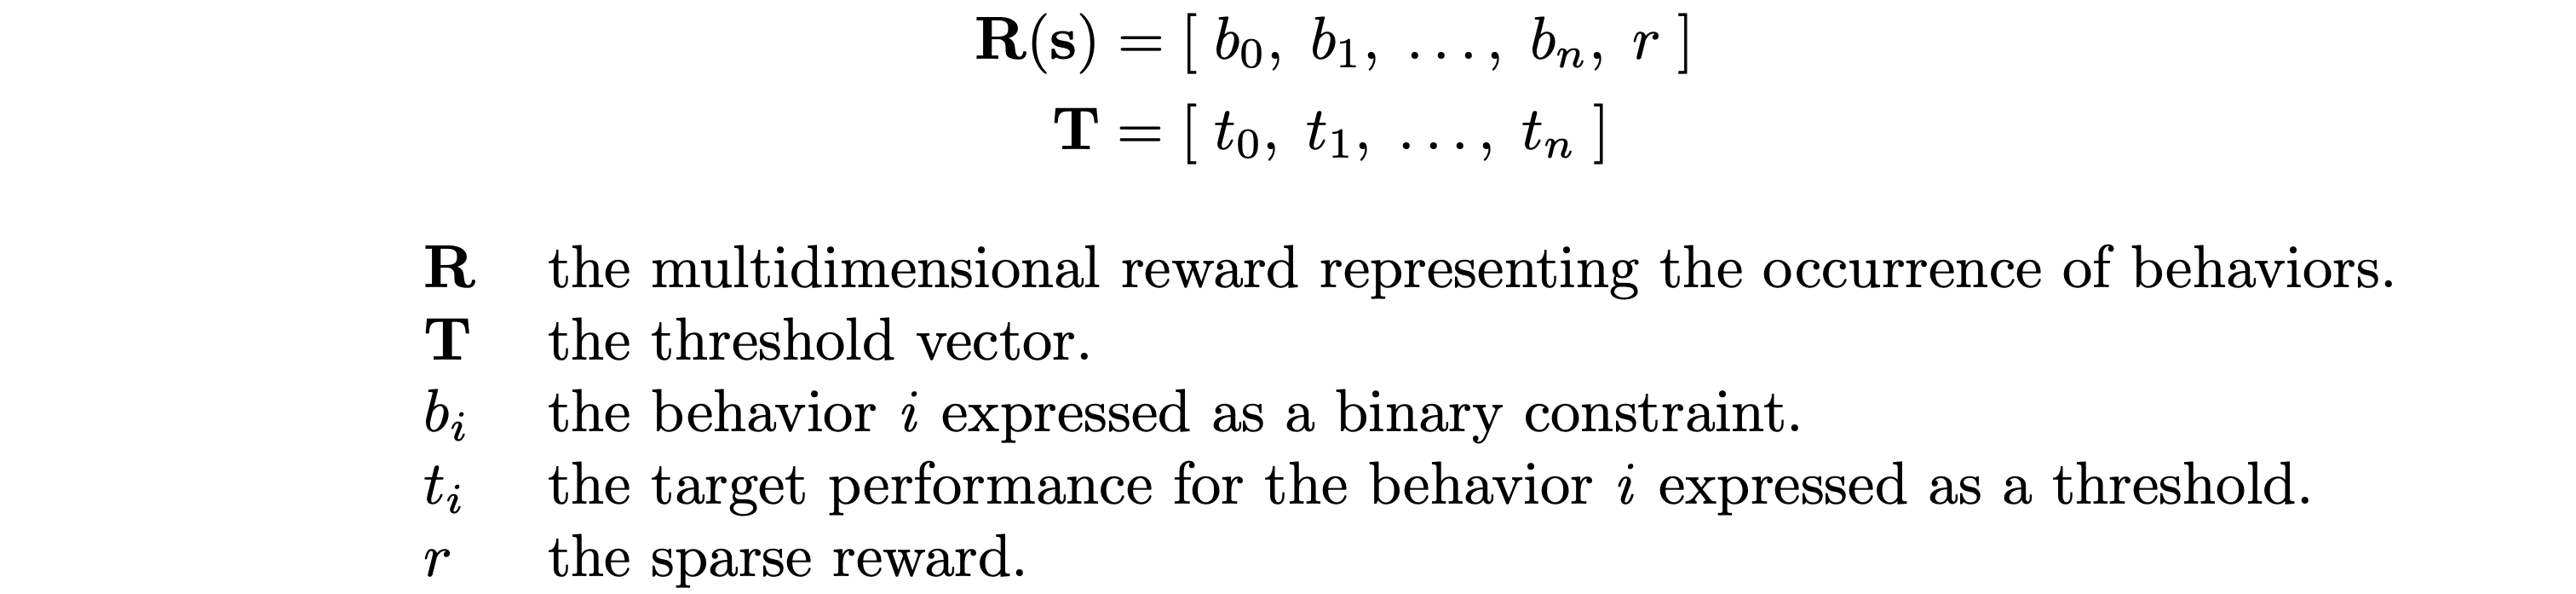 R(s) = [ b₀, b₁, …, bₙ, r ]
T = [ t₀, t₁, …, tₙ ]
R the multidimensional reward representing the occurrence of behaviors.
T the threshold vector.
bᵢ the behavior i expressed as a binary constraint.
tᵢ the target performance for the behavior i expressed as a threshold.
r the sparse reward.